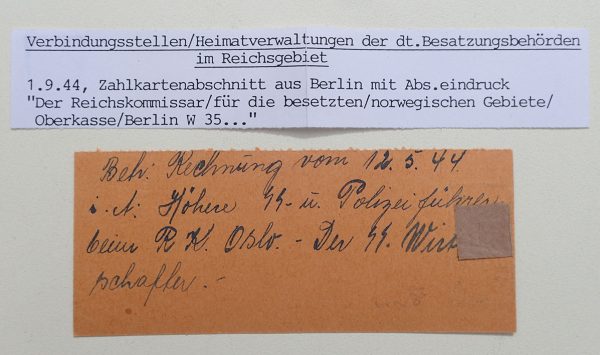 Verbindungsstellen/Heimatverwaltungen der dt.Besatzungsbehörden
im Reichsgebiet
1.9.44, Zahlkartenabschnitt aus Berlin mit Abs.eindruck
"Der Reichskommissar/für die besetzten/norwegischen Gebiete/
Oberkasse/Berlin W 35..."
Betr: Rechnung vom 12.5.44
i. A: Höhere SS- u. Polizeiführer
beim R. K. Oslo. - Der SS. Wirt
schafter. -